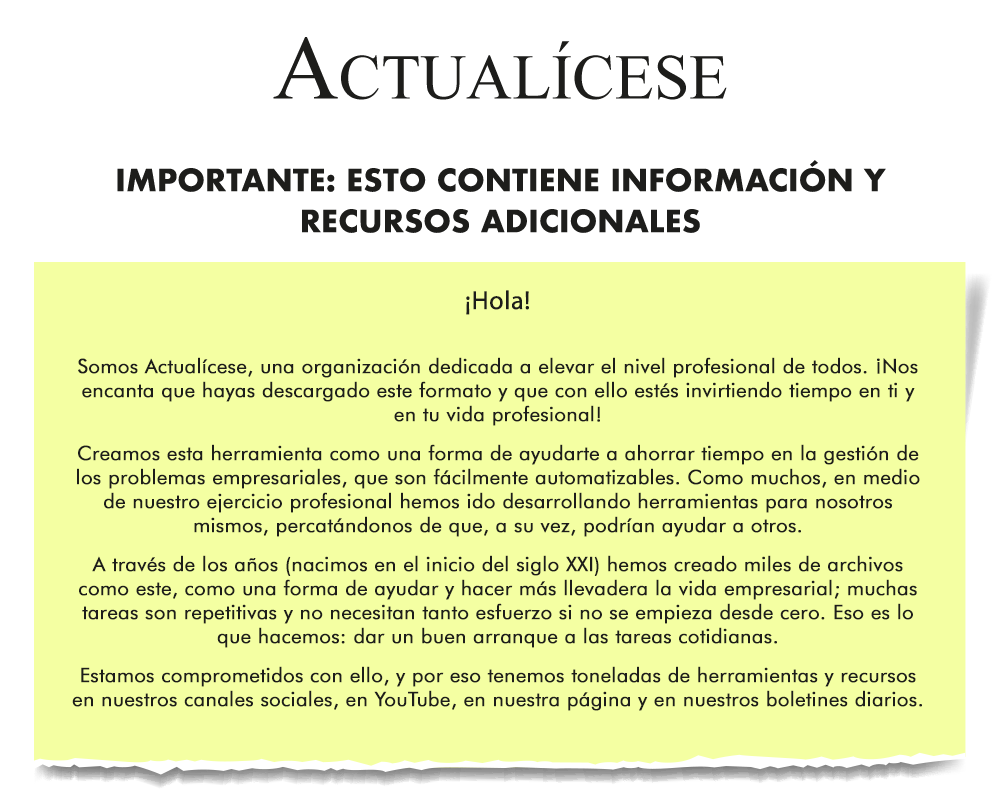 ACTUALÍCESE
IMPORTANTE: ESTO CONTIENE INFORMACIÓN Y
RECURSOS ADICIONALES
¡Hola!
Somos Actualícese, una organización dedicada a elevar el nivel profesional de todos. ¡Nos
encanta que hayas descargado este formato y que con ello estés invirtiendo tiempo en ti y
en tu vida profesional!
Creamos esta herramienta como una forma de ayudarte a ahorrar tiempo en la gestión de
los problemas empresariales, que son fácilmente automatizables. Como muchos, en medio
de nuestro ejercicio profesional hemos ido desarrollando herramientas para nosotros
mismos, percatándonos de que, a su vez, podrían ayudar a otros.
A través de los años (nacimos en el inicio del siglo XXI) hemos creado miles de archivos
como este, como una forma de ayudar y hacer más llevadera la vida empresarial; muchas
tareas son repetitivas y no necesitan tanto esfuerzo si no se empieza desde cero. Eso es lo
que hacemos: dar un buen arranque a las tareas cotidianas.
Estamos comprometidos con ello, y por eso tenemos toneladas de herramientas y recursos
en nuestros canales sociales, en YouTube, en nuestra página y en nuestros boletines diarios.